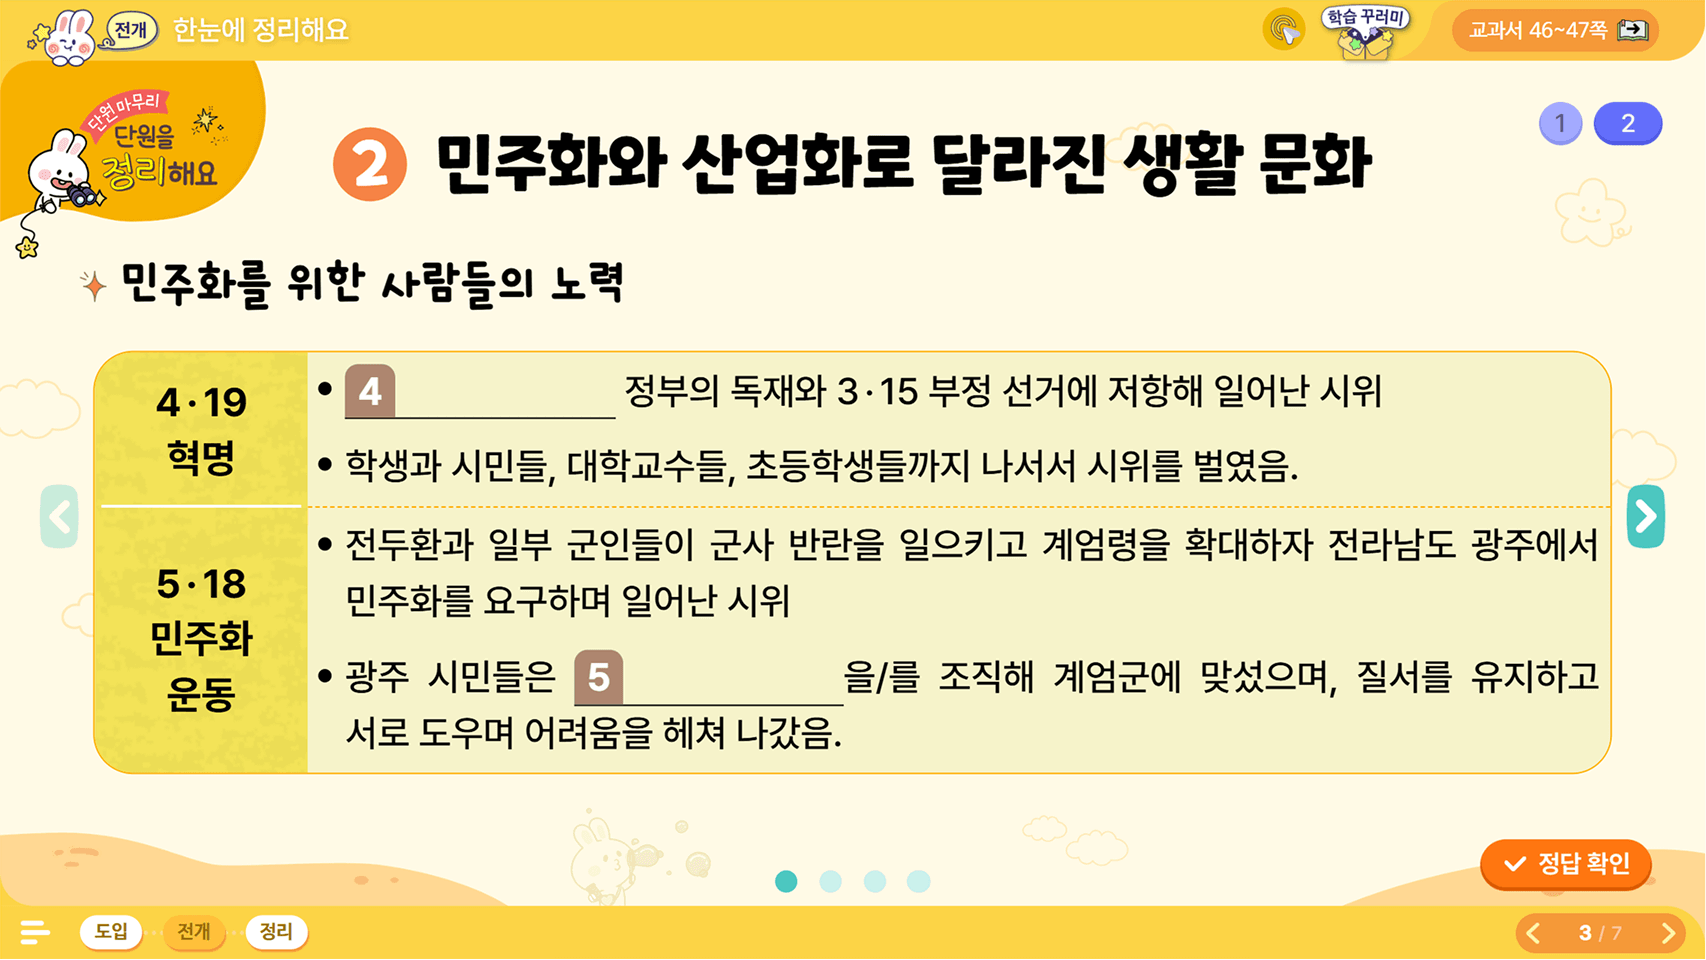 전개 한눈에 정리해요
학습 꾸러미
교과서 46~47쪽
단원 마무리
단원을
정리해요
1 2
2 민주화와 산업화로 달라진 생활 문화
민주화를 위한 사람들의 노력
4·19
혁명
• 4 정부의 독재와 3·15 부정 선거에 저항해 일어난 시위
• 학생과 시민들, 대학교수들, 초등학생들까지 나서서 시위를 벌였음.
5·18
민주화
운동
• 전두환과 일부 군인들이 군사 반란을 일으키고 계엄령을 확대하자 전라남도 광주에서
민주화를 요구하며 일어난 시위
• 광주 시민들은 5 을/를 조직해 계엄군에 맞섰으며, 질서를 유지하고
서로 도우며 어려움을 헤쳐 나갔음.
정답 확인
도입 전개 정리
3 / 7